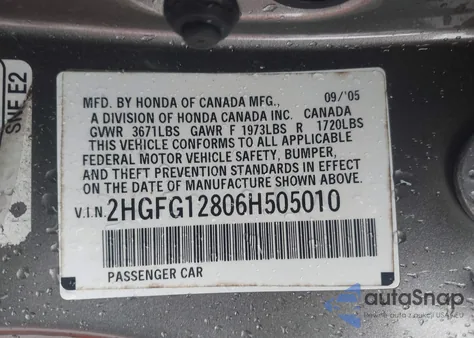 SNF E2
MFD. BY HONDA OF CANADA MFG., 09/'05
A DIVISION OF HONDA CANADA INC. CANADA
GVWR 3671LBS GAWR F 1973LBS R 1720LBS
THIS VEHICLE CONFORMS TO ALL APPLICABLE
FEDERAL MOTOR VEHICLE SAFETY, BUMPER,
AND THEFT PREVENTION STANDARDS IN EFFECT
ON THE DATE OF MANUFACTURE SHOWN ABOVE.
V.I.N. 2HGFG12806H505010
PASSENGER CAR
autgSnap